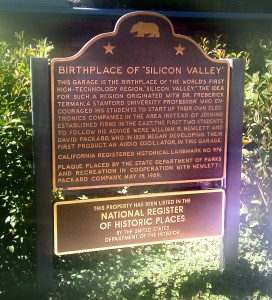 BIRTHPLACE OF "SILICON VALLEY"
THIS GARAGE IS THE BIRTHPLACE OF THE WORLD'S FIRST
HIGH-TECHNOLOGY REGION, "SILICON VALLEY." THE IDEA
FOR SUCH A REGION ORIGINATED WITH DR. FREDERICK
TERMAN, A STANFORD UNIVERSITY PROFESSOR WHO EN-
COURAGED HIS STUDENTS TO START UP THEIR OWN ELEC-
TRONICS COMPANIES IN THE AREA INSTEAD OF JOINING
ESTABLISHED FIRMS IN THE EAST. THE FIRST TWO STUDENTS
TO FOLLOW HIS ADVICE WERE WILLIAM R. HEWLETT AND
DAVID PACKARD, WHO IN 1938 BEGAN DEVELOPING THEIR
FIRST PRODUCT, AN AUDIO OSCILLATOR, IN THIS GARAGE.
CALIFORNIA REGISTERED HISTORICAL LANDMARK NO. 976
PLAQUE PLACED BY THE STATE DEPARTMENT OF PARKS
AND RECREATION IN COOPERATION WITH HEWLETT-
PACKARD COMPANY, MAY 19, 1989.
THIS PROPERTY HAS BEEN LISTED IN THE
NATIONAL REGISTER
OF HISTORIC PLACES
BY THE UNITED STATES
DEPARTMENT OF THE INTERIOR